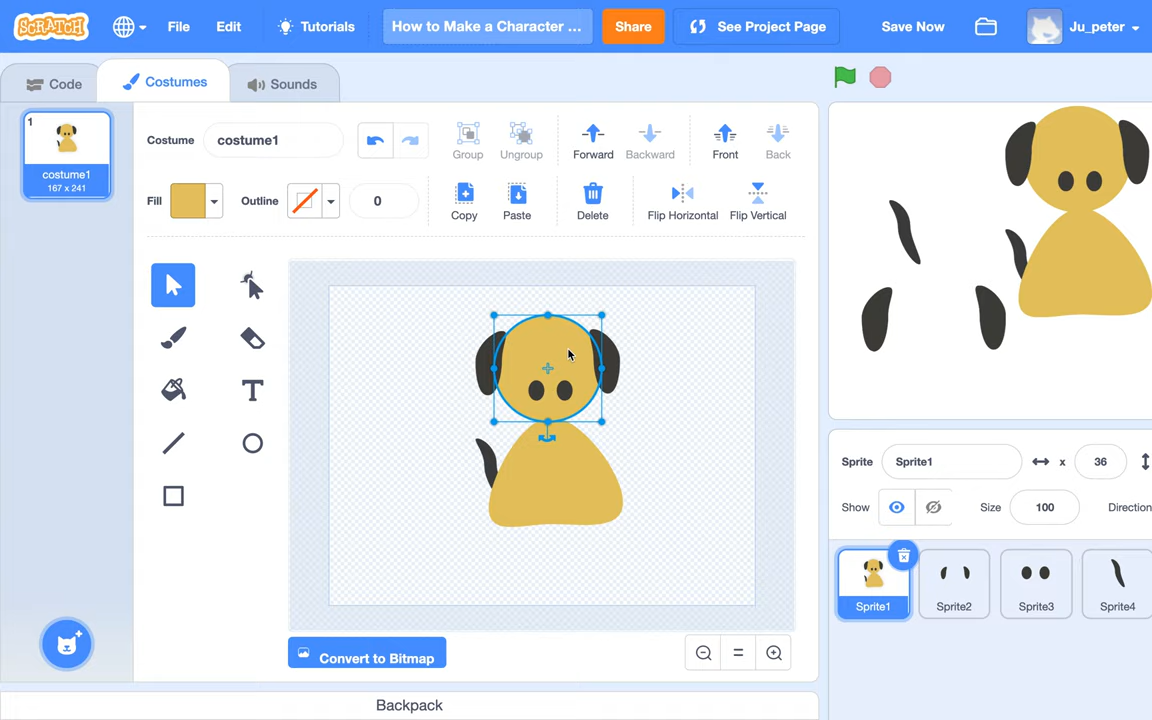 SCRATCH
File
Edit
Tutorials
How to Make a Character ...
Share
See Project Page
Save Now
Ju_peter
Code
Costumes
Sounds
1
costume1
167 x 241
Costume
costume1
Group
Ungroup
Forward
Backward
Front
Back
Fill
Outline
0
Copy
Paste
Delete
Flip Horizontal
Flip Vertical
T
Convert to Bitmap
Backpack
Sprite
Sprite1
x
36
Show
Size
100
Direction
Sprite1
Sprite2
Sprite3
Sprite4